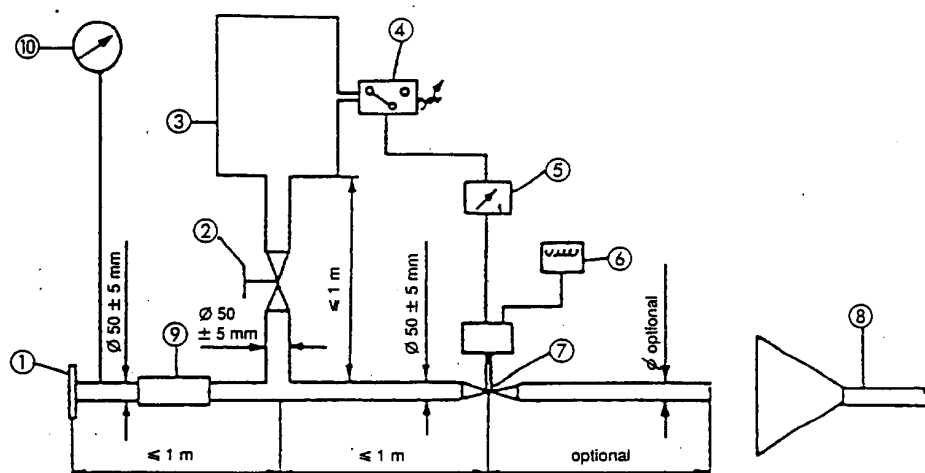 10
4
3
5
2
6
Ø 50 ± 5 mm
Ø 50
± 5 mm
⩽ 1 m
Ø 50 ± 5 mm
Ø optional
9
7
8
1
⩽ 1 m
⩽ 1 m
optional